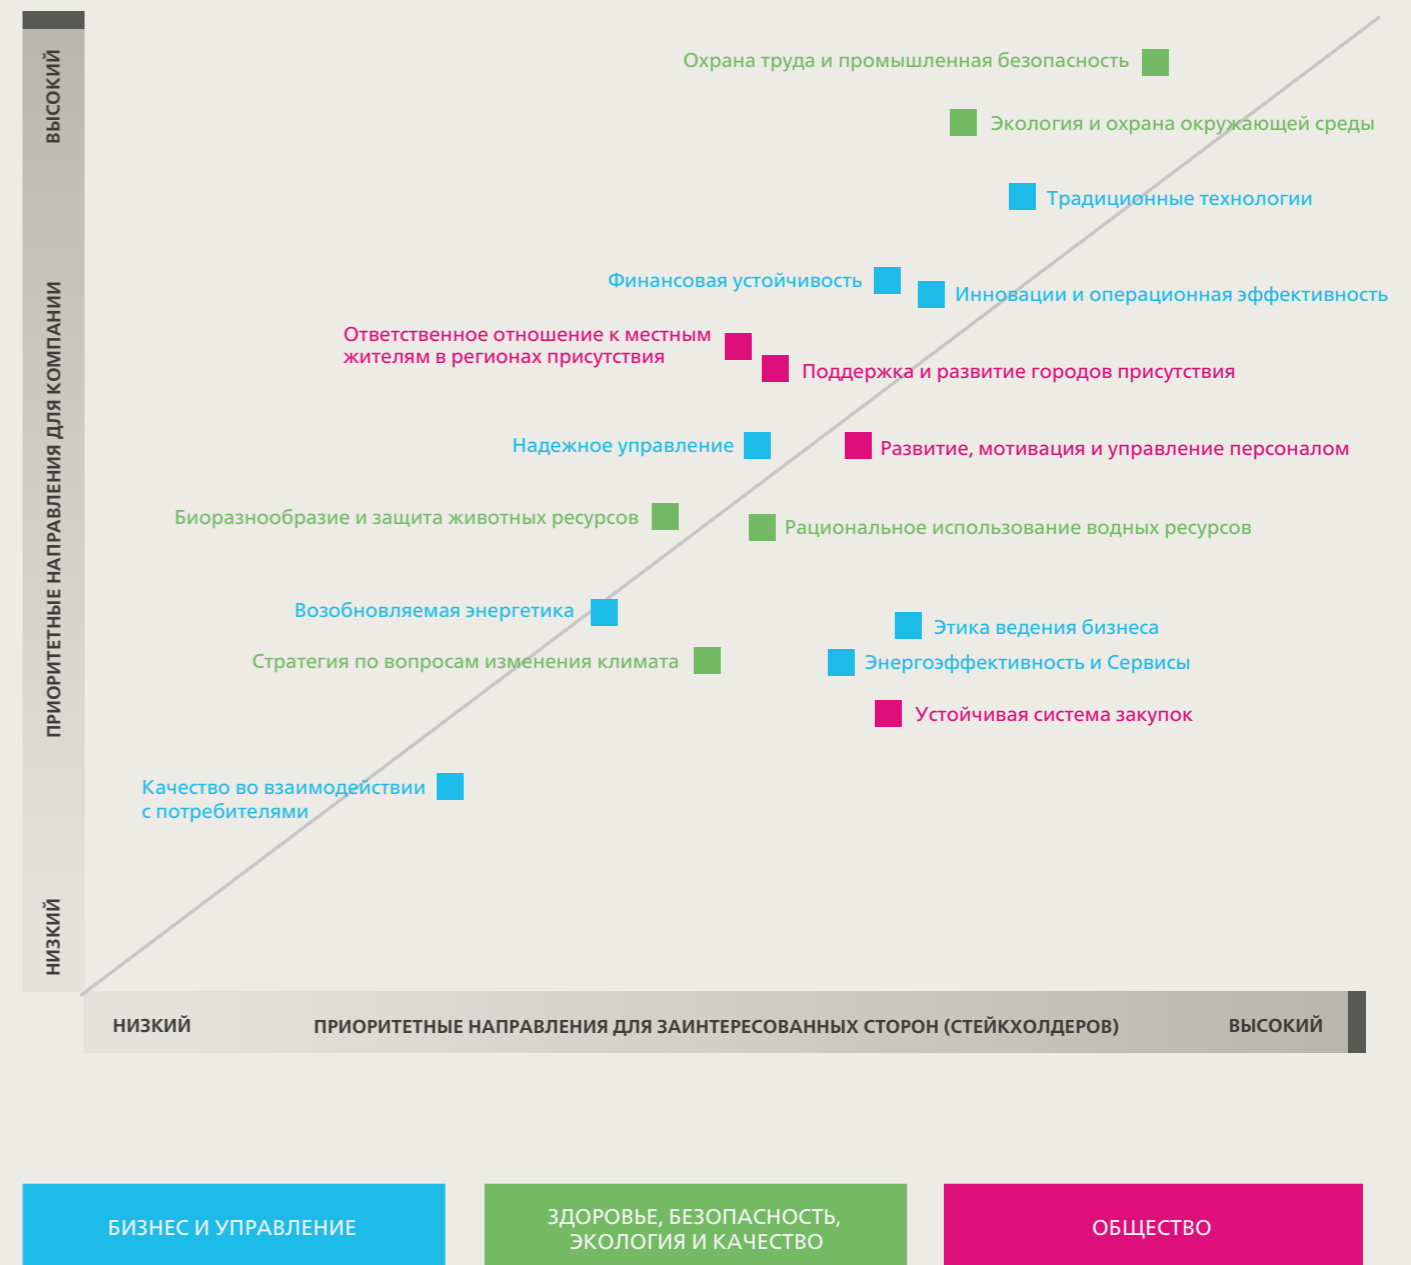 ВЫСОКИЙ
ПРИОРИТЕТНЫЕ НАПРАВЛЕНИЯ ДЛЯ КОМПАНИИ
НИЗКИЙ
Охрана труда и промышленная безопасность
Экология и охрана окружающей среды
Традиционные технологии
Финансовая устойчивость
Инновации и операционная эффективность
Ответственное отношение к местным
жителям в регионах присутствия
Поддержка и развитие городов присутствия
Надежное управление
Развитие, мотивация и управление персоналом
Биоразнообразие и защита животных ресурсов
Рациональное использование водных ресурсов
Возобновляемая энергетика
Этика ведения бизнеса
Стратегия по вопросам изменения климата
Энергоэффективность и Сервисы
Устойчивая система закупок
Качество во взаимодействии
с потребителями
НИЗКИЙ
ПРИОРИТЕТНЫЕ НАПРАВЛЕНИЯ ДЛЯ ЗАИНТЕРЕСОВАННЫХ СТОРОН (СТЕЙКХОЛДЕРОВ)
ВЫСОКИЙ
БИЗНЕС И УПРАВЛЕНИЕ
ЗДОРОВЬЕ, БЕЗОПАСНОСТЬ,
ЭКОЛОГИЯ И КАЧЕСТВО
ОБЩЕСТВО